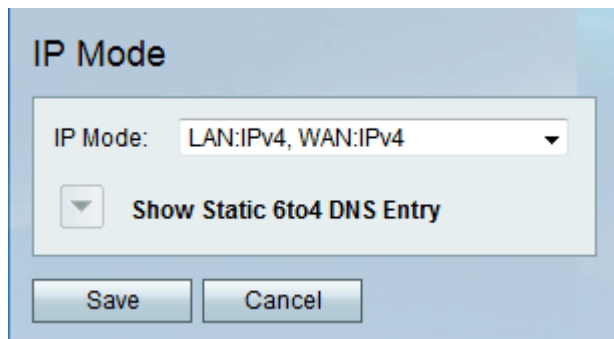 IP Mode
IP Mode: LAN:IPv4, WAN:IPv4
Show Static 6to4 DNS Entry
Save Cancel